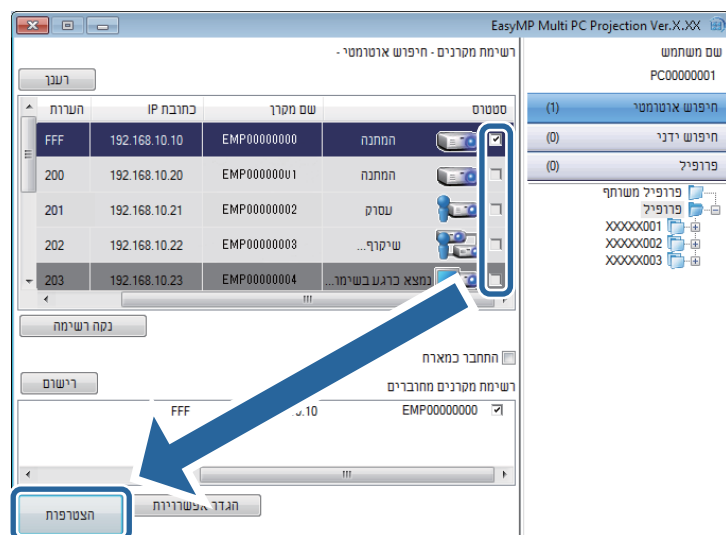 EasyMP Multi PC Projection Ver.X.XX
שם משתמש
PC00000001
חיפוש אוטומטי (1)
חיפוש ידני (0)
פרופיל (0)
פרופיל משותף
פרופיל
XXXXX001
XXXXX002
XXXXX003
רשימת מקרנים - חיפוש אוטומטי -
רענן
סטטוס שם מקרן כתובת IP הערות
המתנה EMP00000000 192.168.10.10 FFF
המתנה EMP00000001 192.168.10.20 200
עסוק EMP00000002 192.168.10.21 201
שיקוף... EMP00000003 192.168.10.22 202
נמצא כרגע בשימו... EMP00000004 192.168.10.23 203
נקה רשימה
התחבר כמארח
רשימת מקרנים מחוברים
רישום
EMP00000000 .10 FFF
הגדר אפשרויות
הצטרפות